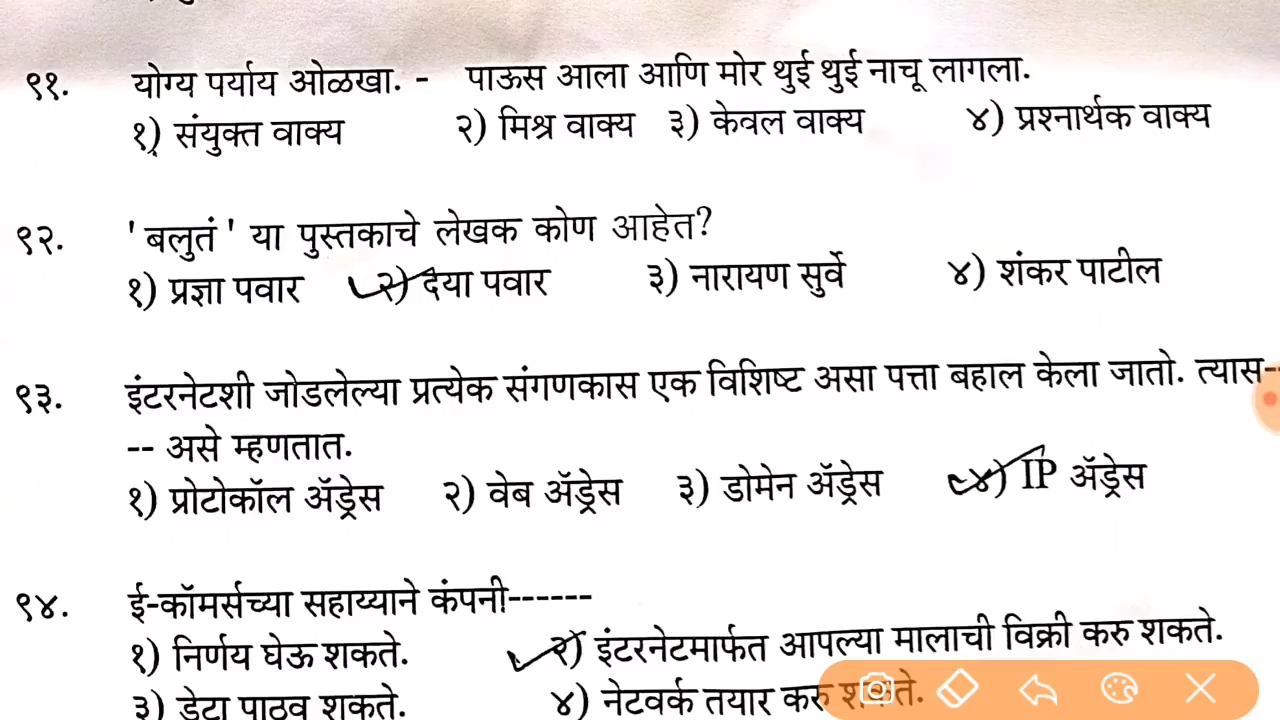 ९१. योग्य पर्याय ओळखा. - पाऊस आला आणि मोर थुई थुई नाचू लागला.
१) संयुक्त वाक्य २) मिश्र वाक्य ३) केवल वाक्य ४) प्रश्नार्थक वाक्य
९२. ' बलुतं ' या पुस्तकाचे लेखक कोण आहेत?
१) प्रज्ञा पवार २) दया पवार ३) नारायण सुर्वे ४) शंकर पाटील
९३. इंटरनेटशी जोडलेल्या प्रत्येक संगणकास एक विशिष्ट असा पत्ता बहाल केला जातो. त्यास--
-- असे म्हणतात.
१) प्रोटोकॉल ॲड्रेस २) वेब ॲड्रेस ३) डोमेन ॲड्रेस ४) IP ॲड्रेस
९४. ई-कॉमर्सच्या सहाय्याने कंपनी------
१) निर्णय घेऊ शकते. २) इंटरनेटमार्फत आपल्या मालाची विक्री करु शकते.
३) डेटा पाठवू शकते. ४) नेटवर्क तयार करु शकते.